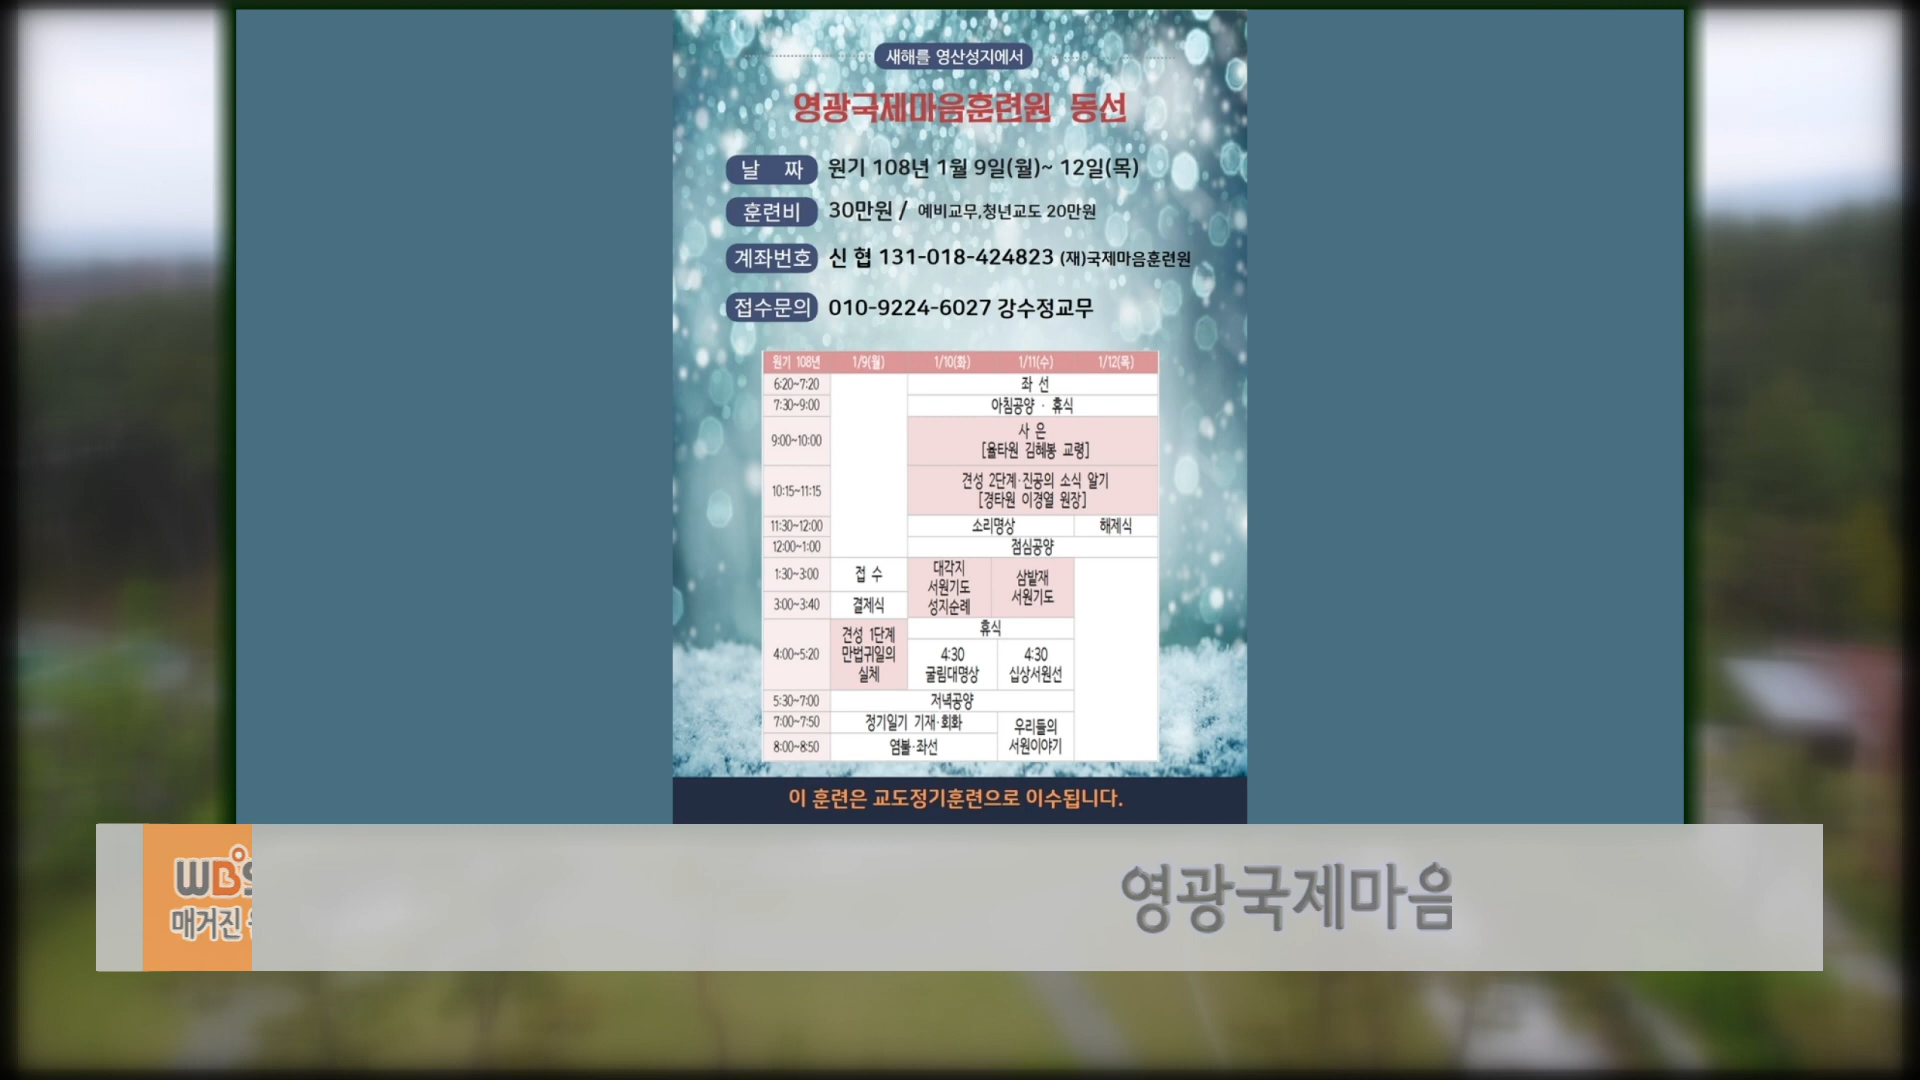 새해를 영산성지에서
영광국제마음훈련원 동선
날 짜 원기 108년 1월 9일(월)~ 12일(목)
훈련비 30만원 / 예비교무,청년교도 20만원
계좌번호 신 협 131-018-424823 (재)국제마음훈련원
접수문의 010-9224-6027 강수정교무
원기 108년 1/9(월) 1/10(화) 1/11(수) 1/12(목)
6:20~7:20 좌 선
7:30~9:00 아침공양 · 휴식
9:00~10:00 사 은
[율타원 김혜봉 교령]
10:15~11:15 견성 2단계·진공의 소식 알기
[경타원 이경열 원장]
11:30~12:00 소리명상 해제식
12:00~1:00 점심공양
1:30~3:00 접 수
3:00~3:40 결제식
대각지
서원기도
성지순례
삼밭재
서원기도
휴식
4:00~5:20
견성 1단계
만법귀일의
실체
4:30
굴림대명상
4:30
십상서원선
5:30~7:00 저녁공양
7:00~7:50 정기일기 기재·회화
8:00~8:50 염불·좌선
우리들의
서원이야기
이 훈련은 교도정기훈련으로 이수됩니다.
WBS
매거진
영광국제마음